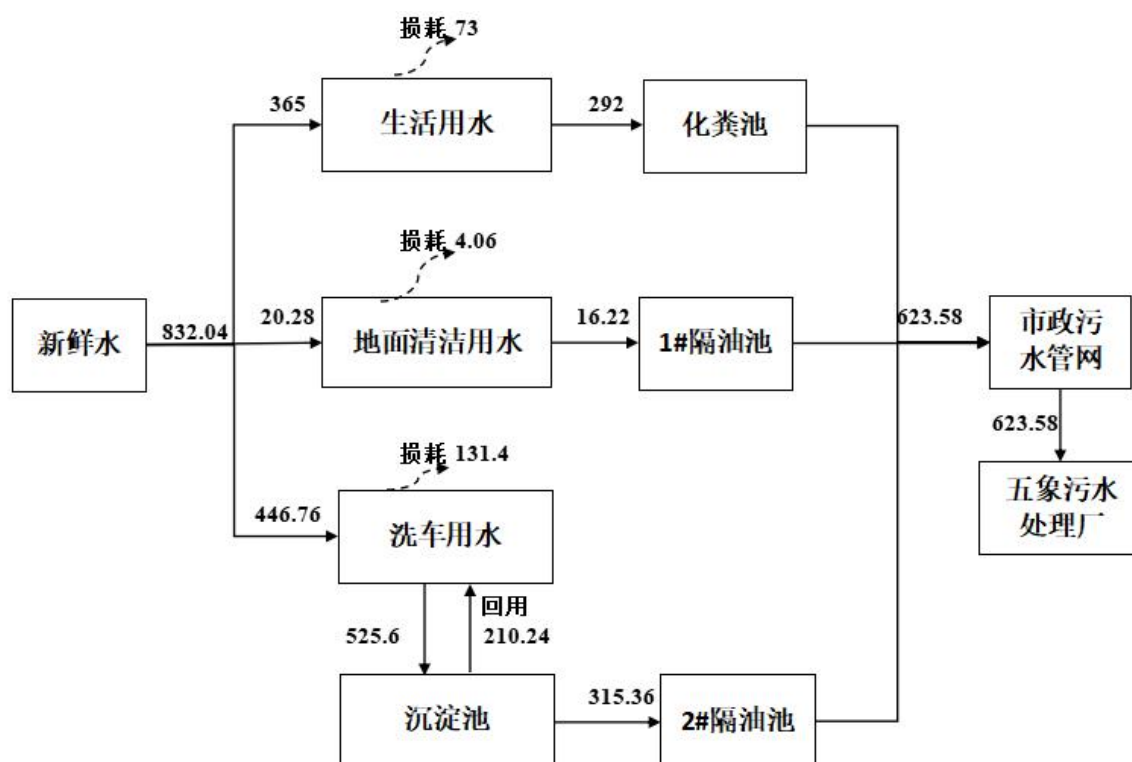 损耗 73
365
生活用水
292
化粪池
损耗 4.06
新鲜水
832.04
20.28
地面清洁用水
16.22
1#隔油池
623.58
市政污
水管网
623.58
五象污水
处理厂
损耗 131.4
446.76
洗车用水
525.6
回用
210.24
沉淀池
315.36
2#隔油池